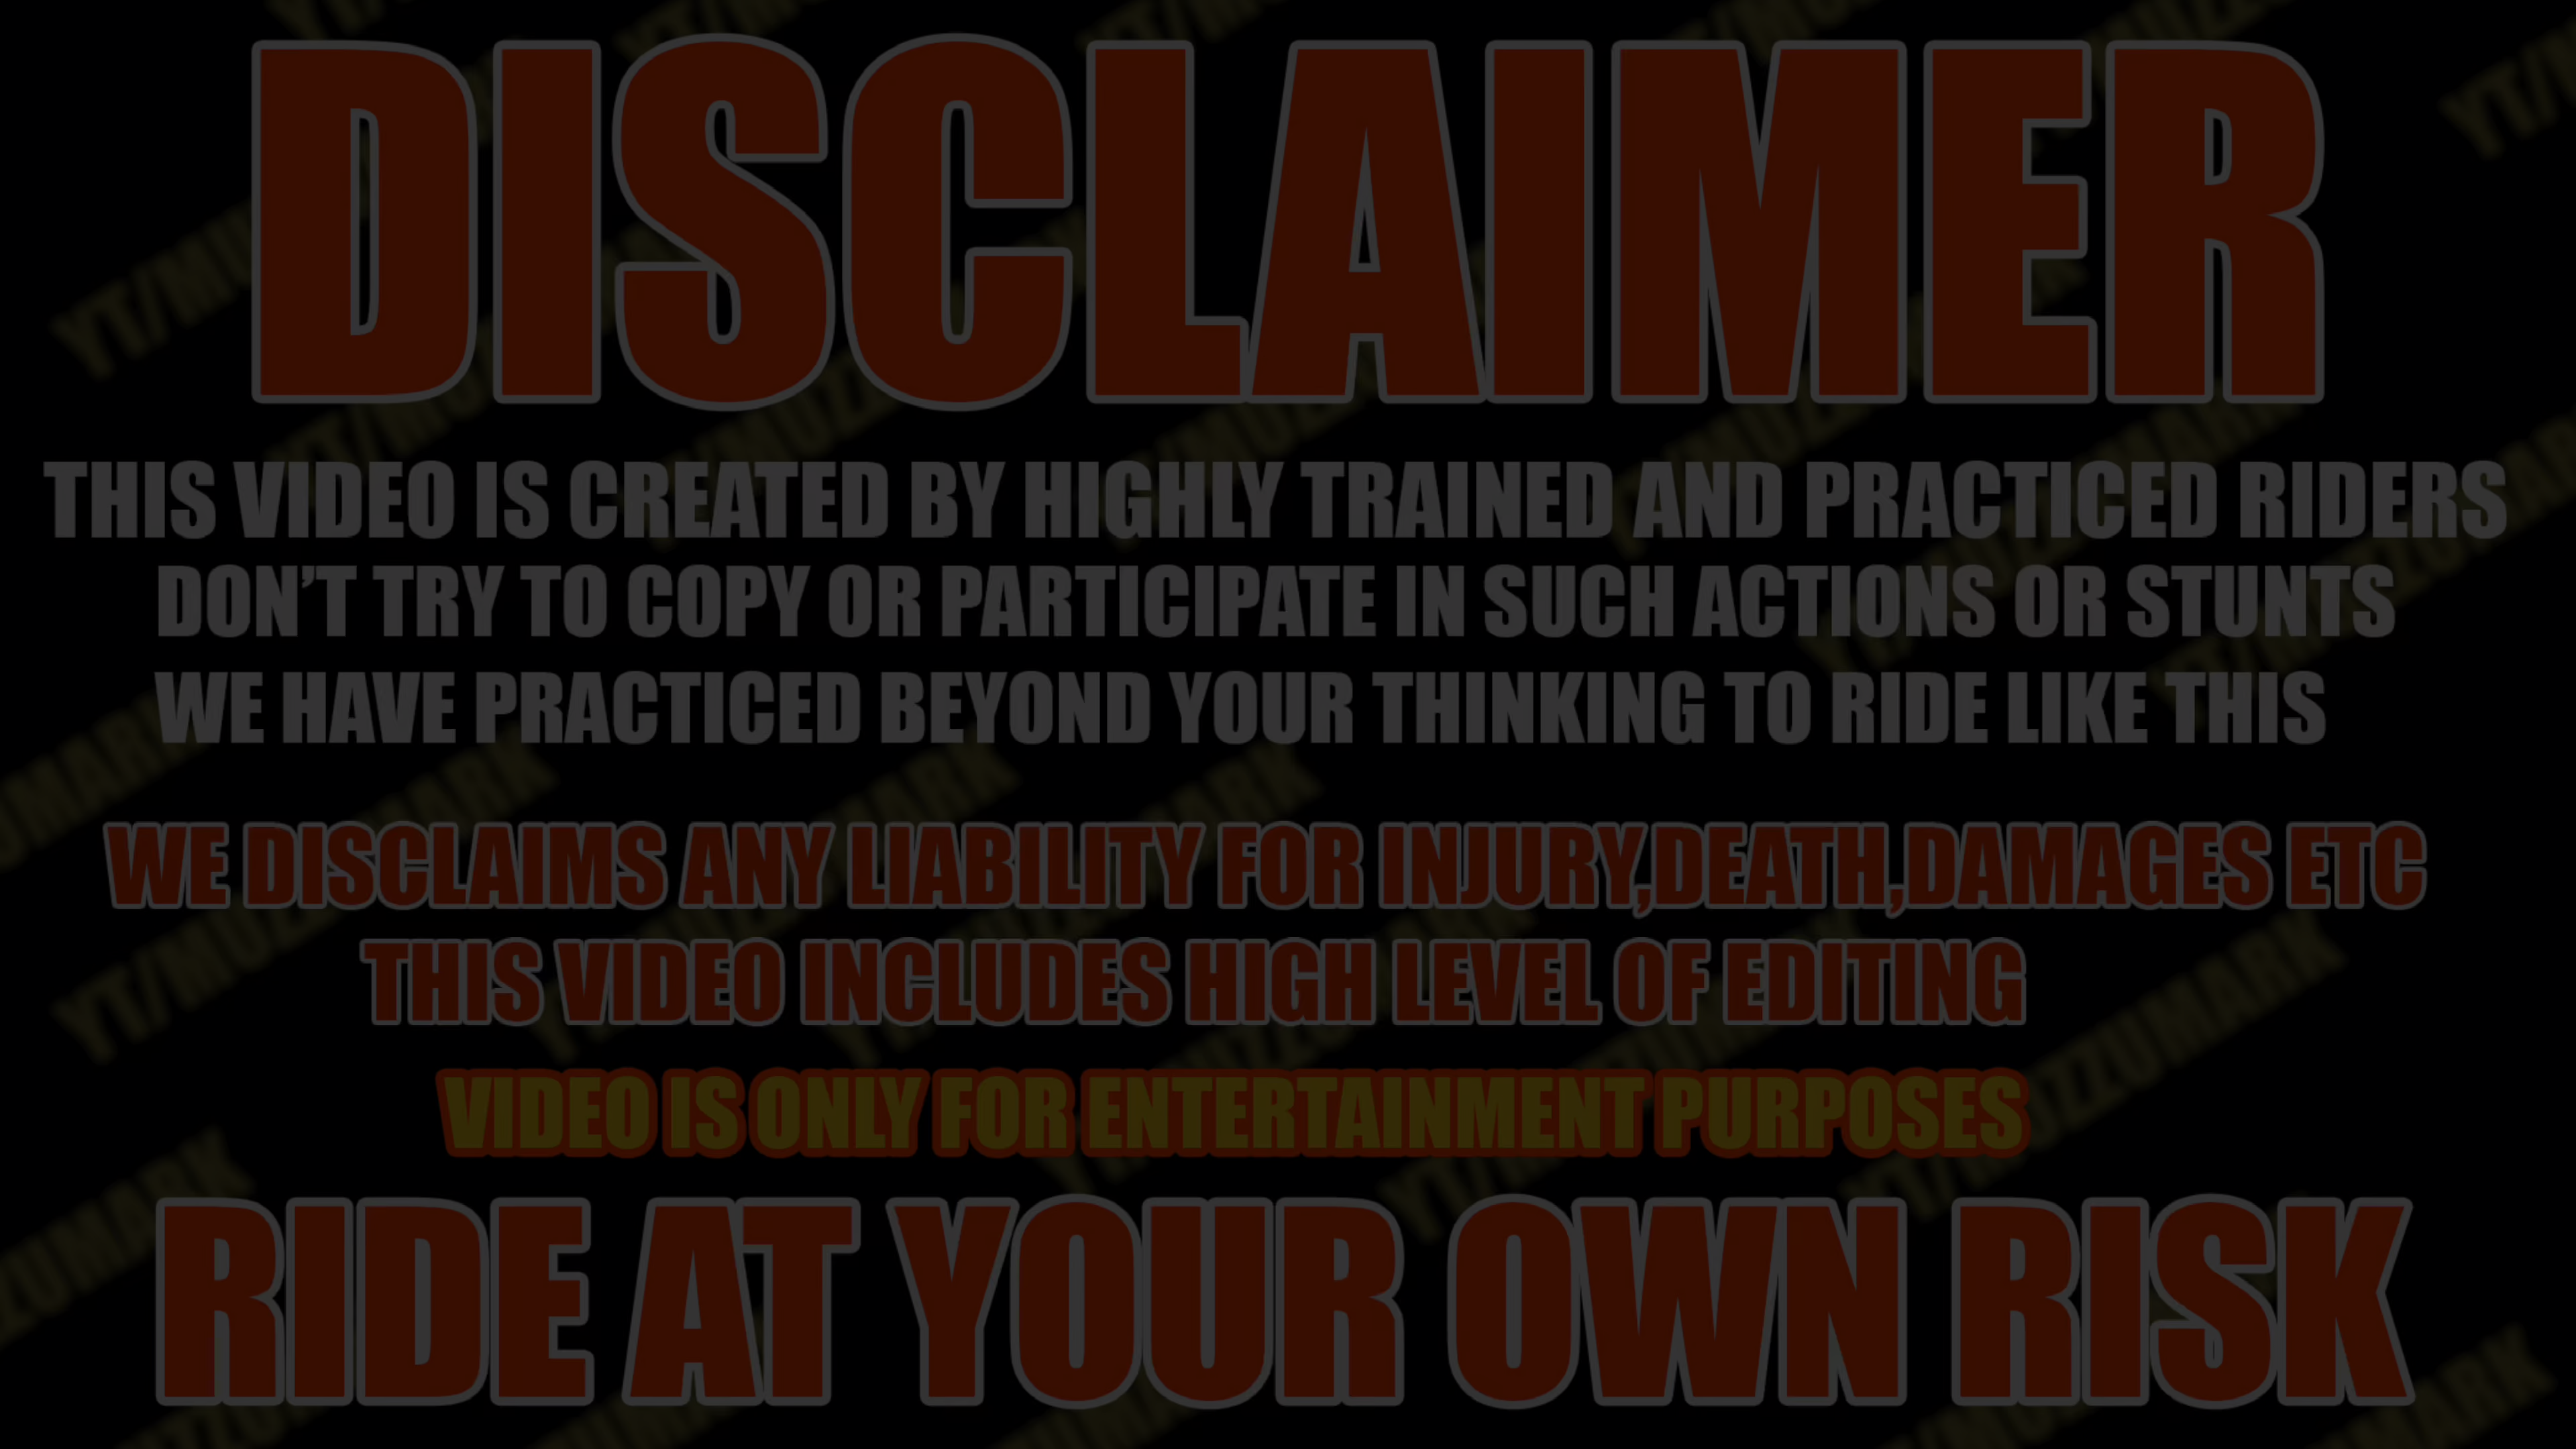 DISCLAIMER
THIS VIDEO IS CREATED BY HIGHLY TRAINED AND PRACTICED RIDERS
DON'T TRY TO COPY OR PARTICIPATE IN SUCH ACTIONS OR STUNTS
WE HAVE PRACTICED BEYOND YOUR THINKING TO RIDE LIKE THIS
WE DISCLAIMS ANY LIABILITY FOR INJURY,DEATH,DAMAGES ETC
THIS VIDEO INCLUDES HIGH LEVEL OF EDITING
VIDEO IS ONLY FOR ENTERTAINMENT PURPOSES
RIDE AT YOUR OWN RISK
YT/MUZZUMARK